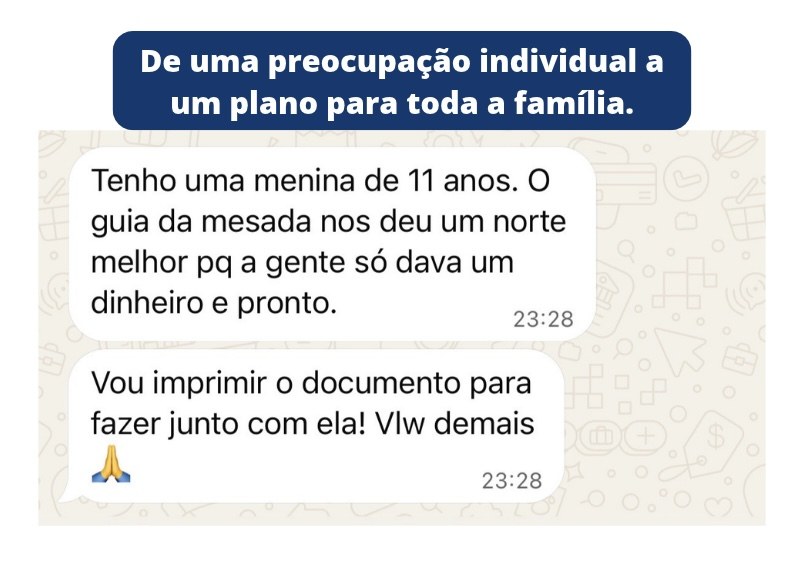 De uma preocupação individual a
um plano para toda a família.
Tenho uma menina de 11 anos. O
guia da mesada nos deu um norte
melhor pq a gente só dava um
dinheiro e pronto.
23:28
Vou imprimir o documento para
fazer junto com ela! Vlw demais
🙏
23:28